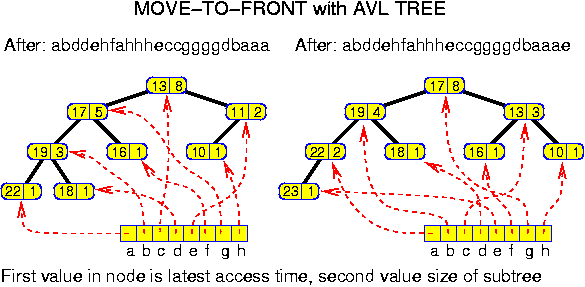 MOVE-TO-FRONT with AVL TREE
After: abddehfahhheccggggdbaaa After: abddehfahhheccggggdbaaae
13 8 17 8
17 5 11 2 19 4 13 3
19 3 16 1 10 1 22 2 18 1 16 1 10 1
22 1 18 1 23 1
a b c d e f g h a b c d e f g h
First value in node is latest access time, second value size of subtree